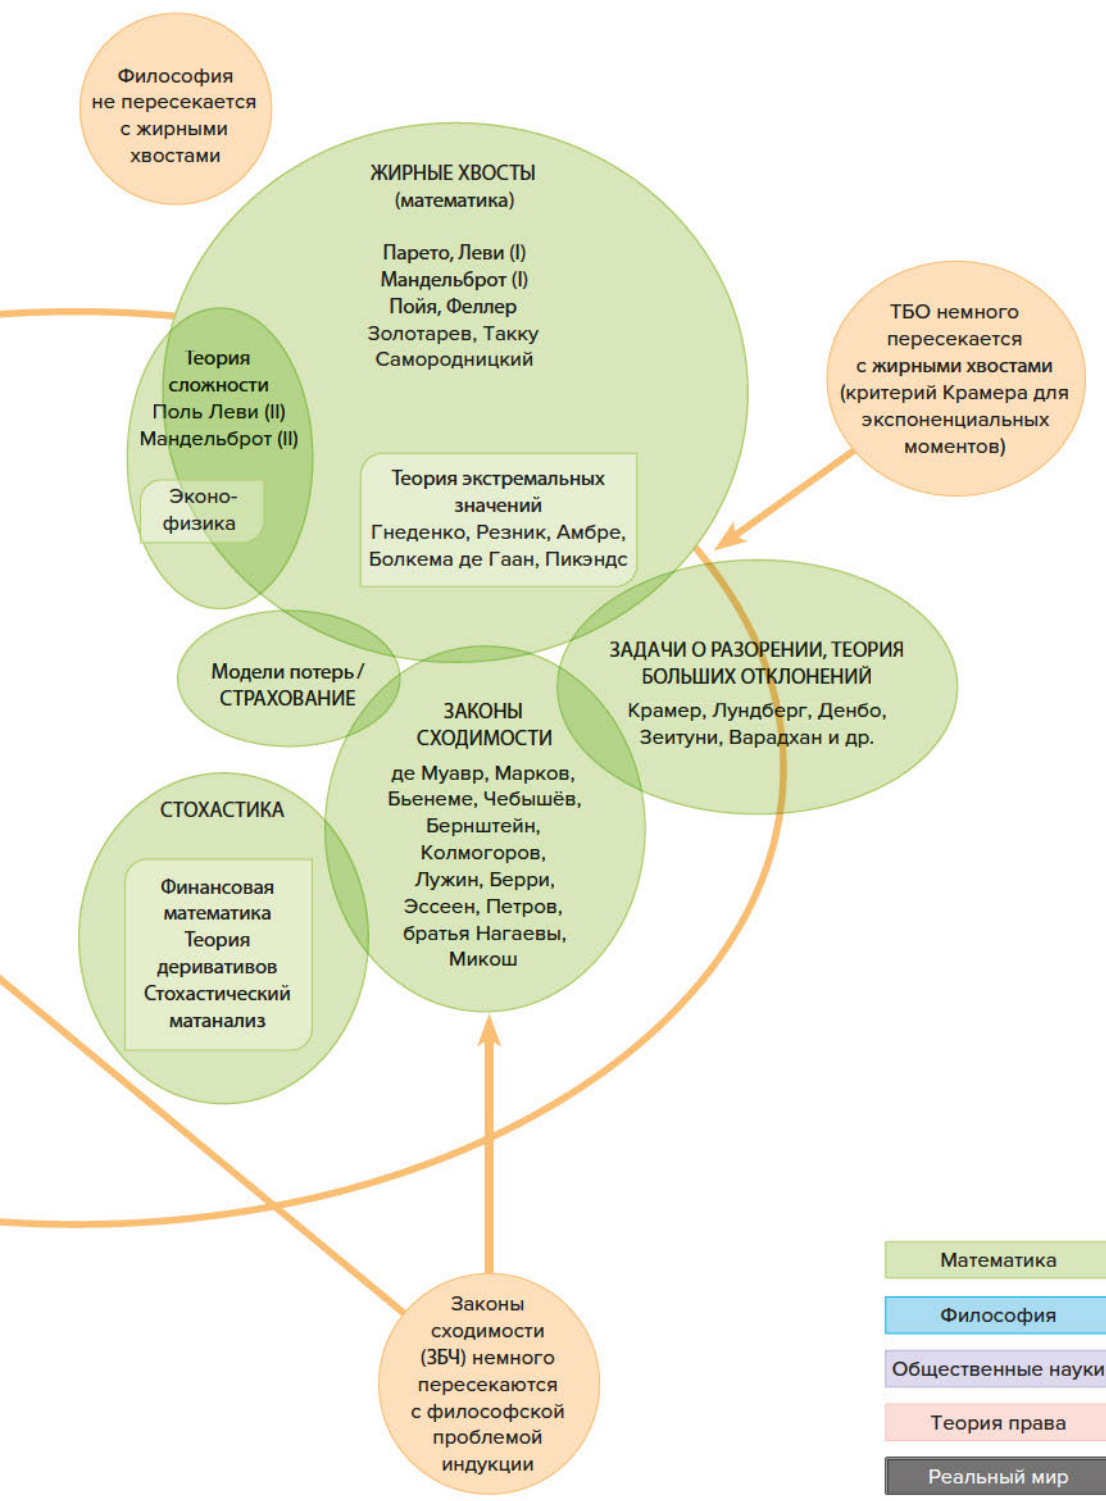 Философия
не пересекается
с жирными
хвостами
ЖИРНЫЕ ХВОСТЫ
(математика)
Парето, Леви (I)
Мандельброт (I)
Пойя, Феллер
Золотарев, Такку
Самородницкий
ТБО немного
пересекается
с жирными хвостами
(критерий Крамера для
экспоненциальных
моментов)
Теория
сложности
Поль Леви (II)
Мандельброт (II)
Эконо-
физика
Теория экстремальных
значений
Гнеденко, Резник, Амбре,
Болкема де Гаан, Пикэндс
Модели потерь /
СТРАХОВАНИЕ
ЗАДАЧИ О РАЗОРЕНИИ, ТЕОРИЯ
БОЛЬШИХ ОТКЛОНЕНИЙ
Крамер, Лундберг, Денбо,
Зеитуни, Варадхан и др.
ЗАКОНЫ
СХОДИМОСТИ
де Муавр, Марков,
Бьенеме, Чебышёв,
Бернштейн,
Колмогоров,
Лужин, Берри,
Эссеен, Петров,
братья Нагаевы,
Микош
СТОХАСТИКА
Финансовая
математика
Теория
деривативов
Стохастический
матанализ
Законы
сходимости
(ЗБЧ) немного
пересекаются
с философской
проблемой
индукции
Математика
Философия
Общественные науки
Теория права
Реальный мир